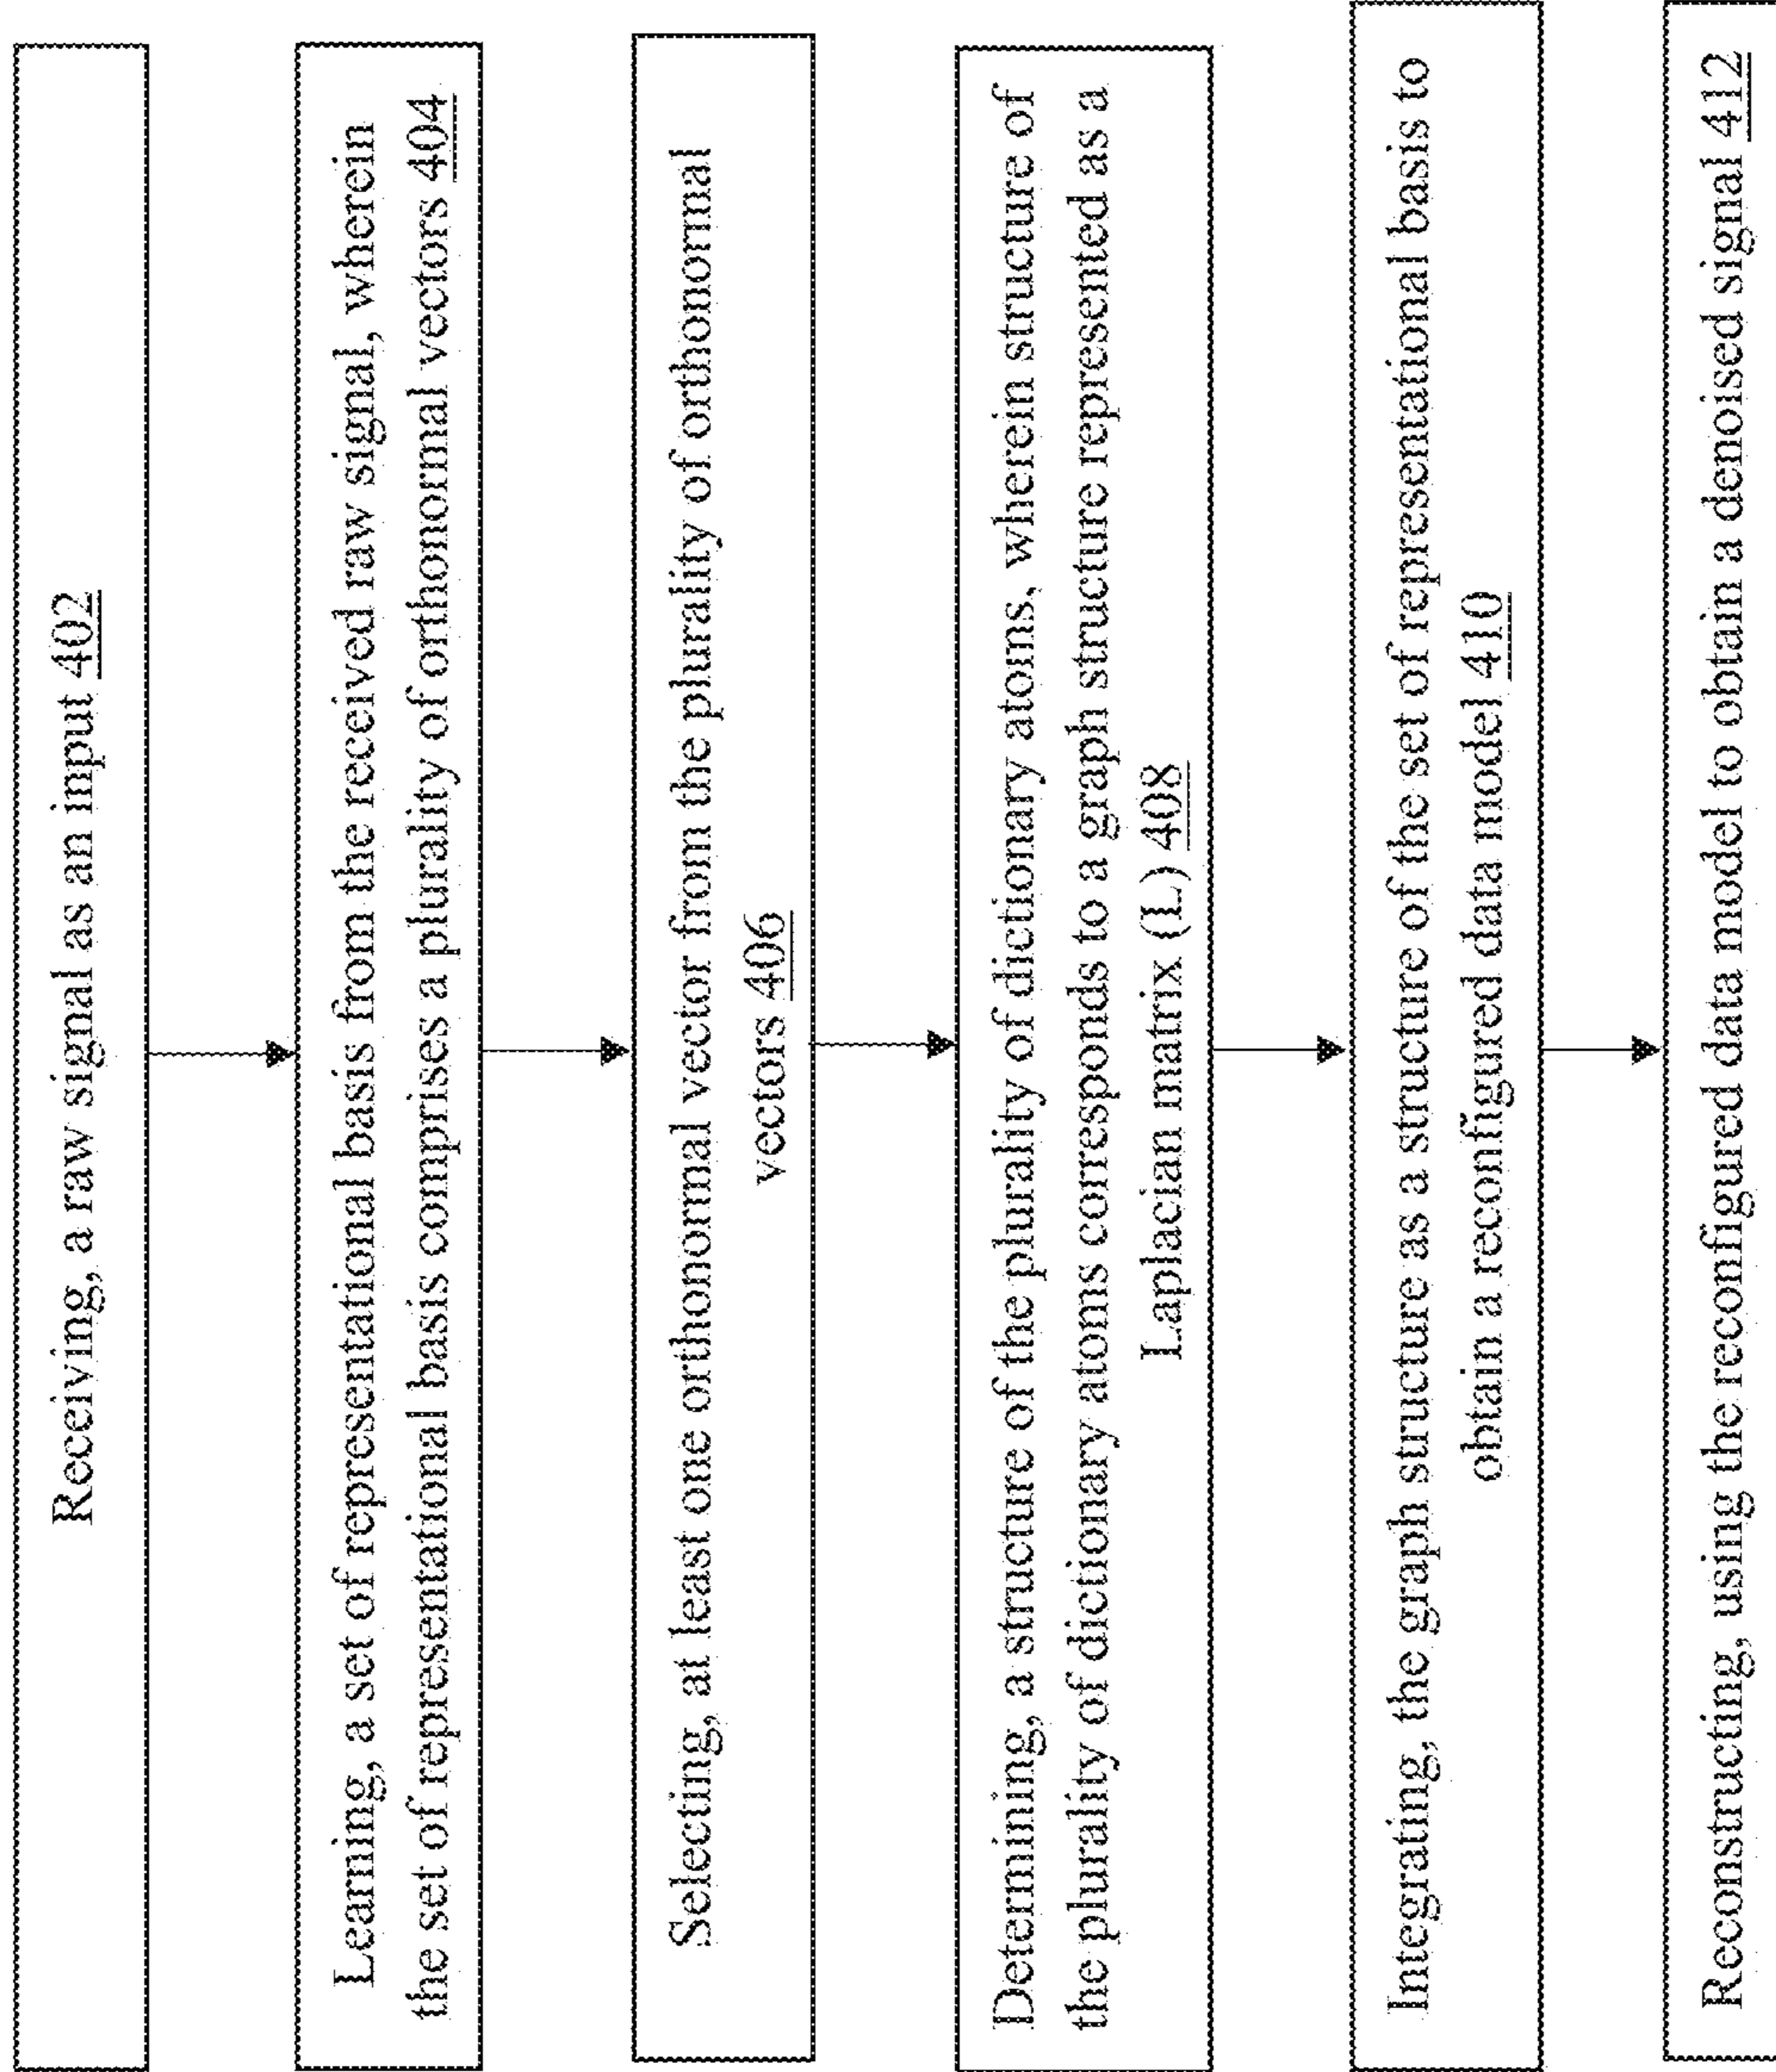 Receiving, a raw signal as an input 402
Learning, a set of representational basis from the received raw signal, wherein
the set of representational basis comprises a plurality of orthonormal vectors 404
Selecting, at least one orthonormal vector from the plurality of orthonormal
vectors 406
Determining, a structure of the plurality of dictionary atoms, wherein structure of
the plurality of dictionary atoms corresponds to a graph structure represented as a
Laplacian matrix (L) 408
Integrating, the graph structure as a structure of the set of representational basis to
obtain a reconfigured data model 410
Reconstructing, using the reconfigured data model to obtain a denoised signal 412